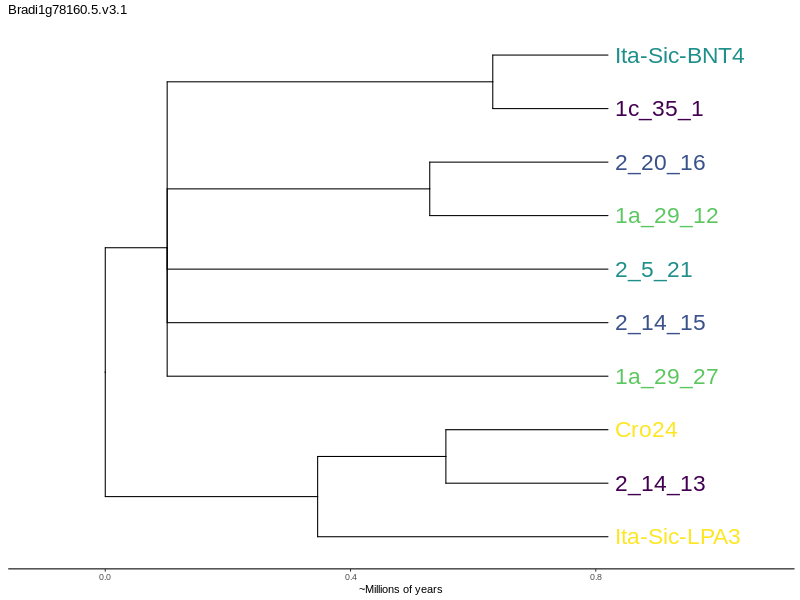 Bradi1g78160.5.v3.1
Ita-Sic-BNT4
1c_35_1
2_20_16
1a_29_12
2_5_21
2_14_15
1a_29_27
Cro24
2_14_13
Ita-Sic-LPA3
0.0 0.4 0.8
~Millions of years